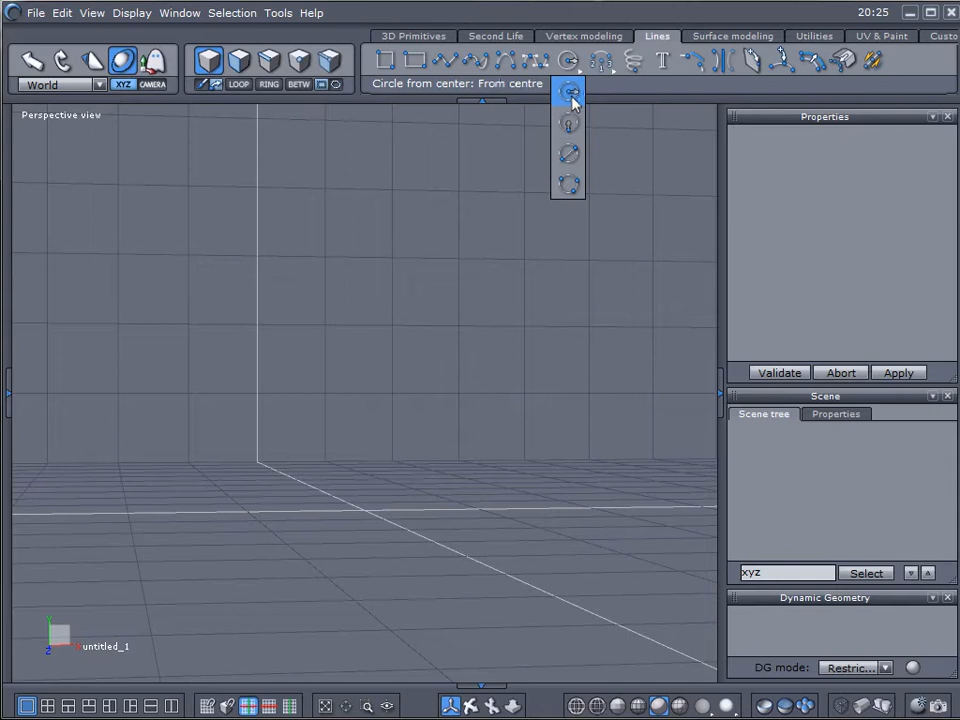 File Edit View Display Window Selection Tools Help 20:25
3D Primitives Second Life Vertex modeling Lines Surface modeling Utilities UV & Paint Custo
World XYZ CAMERA LOOP RING BETW Circle from center: From centre
Perspective view
Properties
Validate Abort Apply
Scene
Scene tree Properties
xyz Select
Dynamic Geometry
Y
Z X untitled_1
DG mode: Restric...